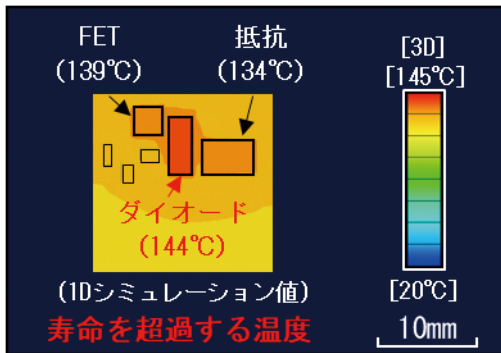 FET
(139℃)
抵抗
(134℃)
[3D]
[145℃]
ダイオード
(144℃)
(1Dシミュレーション値)
寿命を超過する温度
[20℃]
10mm